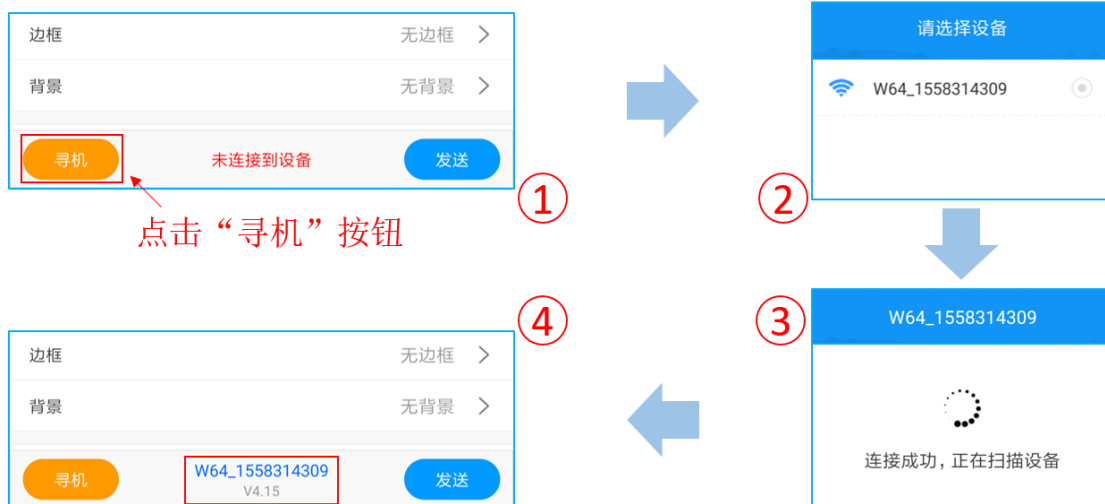 边框 无边框
背景 无背景
寻机 未连接到设备 发送
点击“寻机”按钮
①
请选择设备
W64_1558314309
②
W64_1558314309
连接成功，正在扫描设备
③
④
边框 无边框
背景 无背景
寻机 W64_1558314309 发送
V4.15